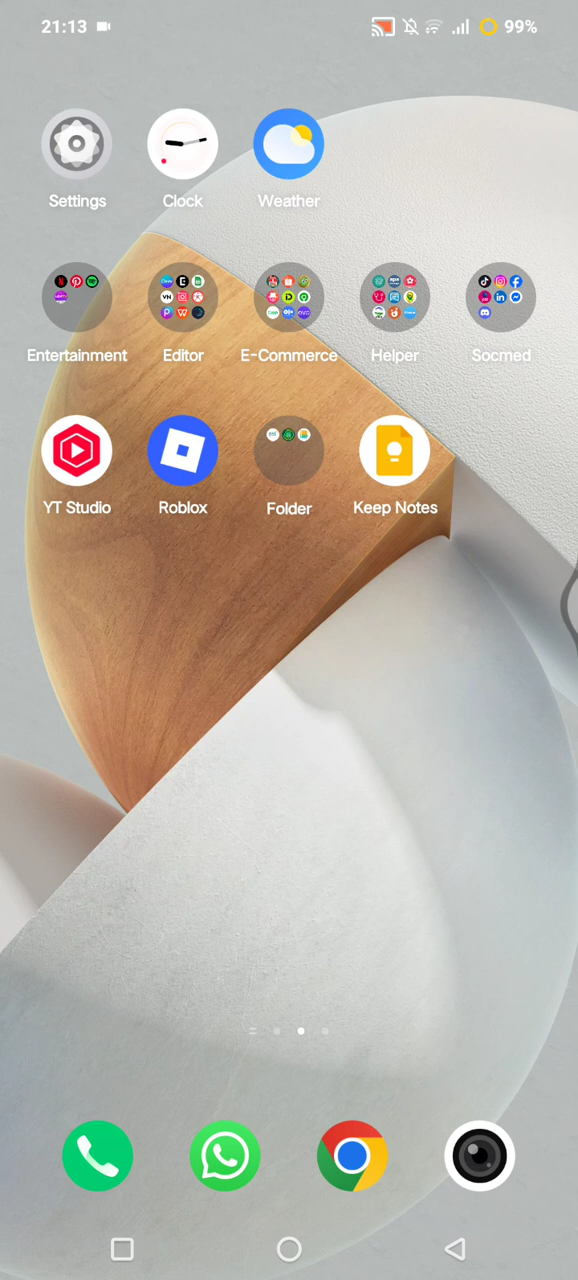 21:13 99%
Settings Clock Weather
Entertainment Editor E-Commerce Helper Socmed
YT Studio Roblox Folder Keep Notes